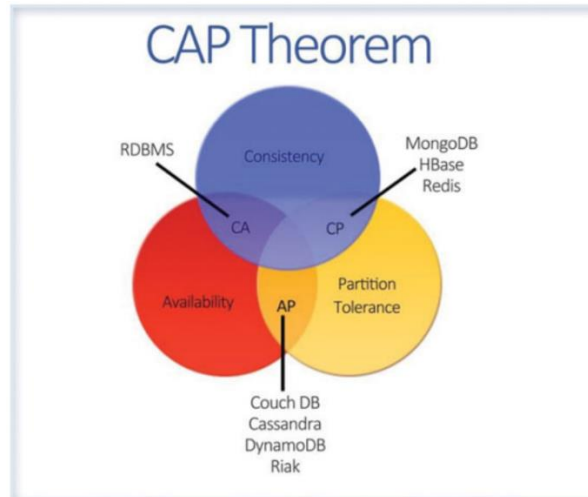 CAP Theorem
RDBMS
Consistency
MongoDB
HBase
Redis
CA
CP
Availability
AP
Partition
Tolerance
Couch DB
Cassandra
DynamoDB
Riak